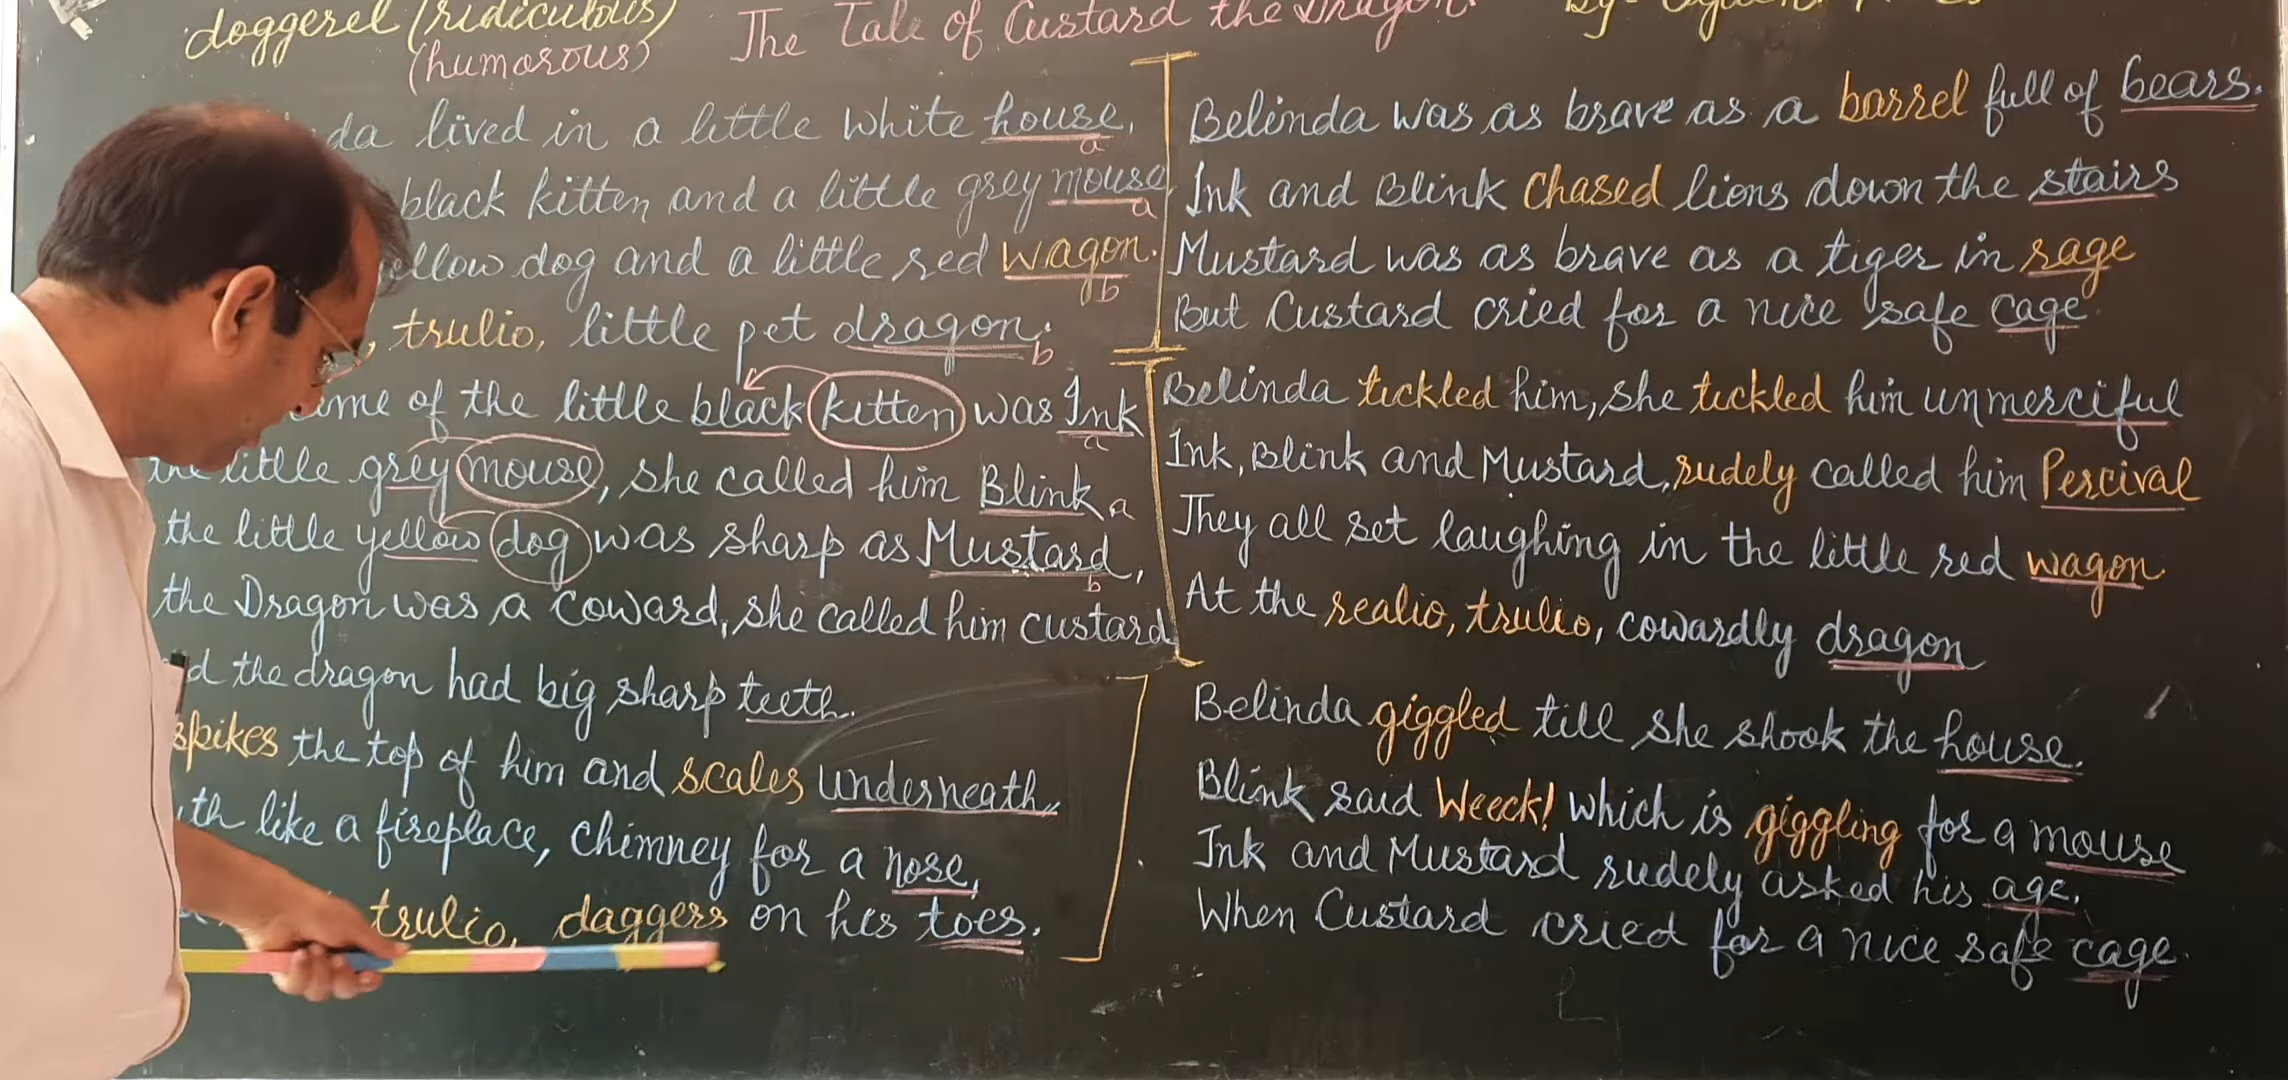 doggerel (ridiculous)
(humorous)
The Tale of Custard the Dragon.
By-
da lived in a little white house,
a
black kitten and a little grey mouse,
a
ellow dog and a little red wagon.
b
, trulio, little pet dragon.
b
ame of the little black kitten was Ink
a
the little grey mouse, she called him Blink
a
the little yellow dog was sharp as Mustard,
b
the Dragon was a coward, she called him custard
d the dragon had big sharp teeth.
spikes the top of him and scales underneath
th like a fireplace, chimney for a nose,
trulio, daggers on his toes.
Belinda was as brave as a barrel full of bears.
Ink and Blink chased lions down the stairs
Mustard was as brave as a tiger in rage
But Custard cried for a nice safe cage.
Belinda tickled him, she tickled him unmerciful
Ink, Blink and Mustard, rudely called him Percival
They all set laughing in the little red wagon
At the realio, trulio, cowardly dragon
Belinda giggled till she shook the house.
Blink said Weeck! which is giggling for a mouse
Ink and Mustard rudely asked his age,
When Custard cried for a nice safe cage.